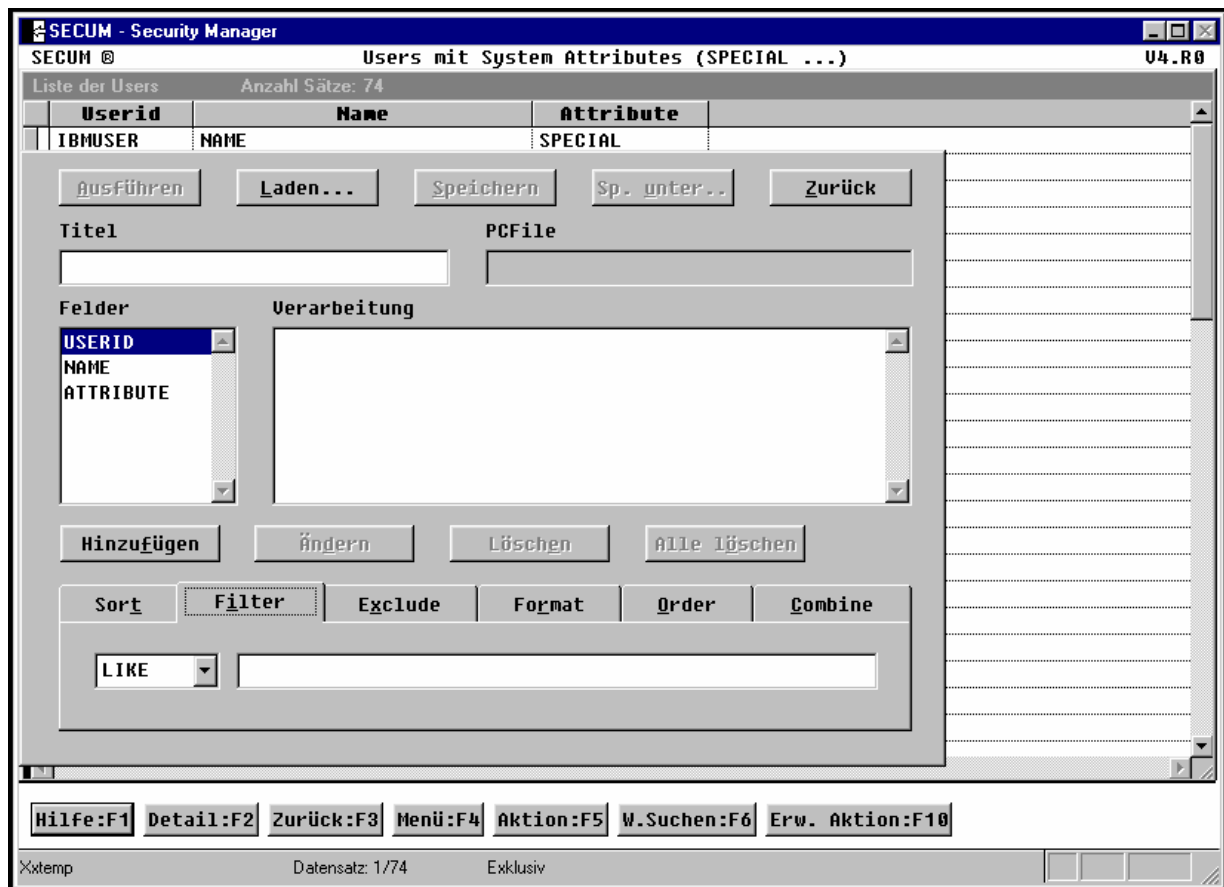 SECUM - Security Manager
SECUM ® Users mit System Attributes (SPECIAL ...) V4.R0
Liste der Users Anzahl Sätze: 74
Userid Name Attribute
IBMUSER NAME SPECIAL
Ausführen Laden... Speichern Sp. unter.. Zurück
Titel PCFile
Felder Verarbeitung
USERID
NAME
ATTRIBUTE
Hinzufügen Ändern Löschen Alle löschen
Sort Filter Exclude Format Order Combine
LIKE
Hilfe:F1 Detail:F2 Zurück:F3 Menü:F4 Aktion:F5 W.Suchen:F6 Erw. Aktion:F10
Xxtemp Datensatz: 1/74 Exklusiv